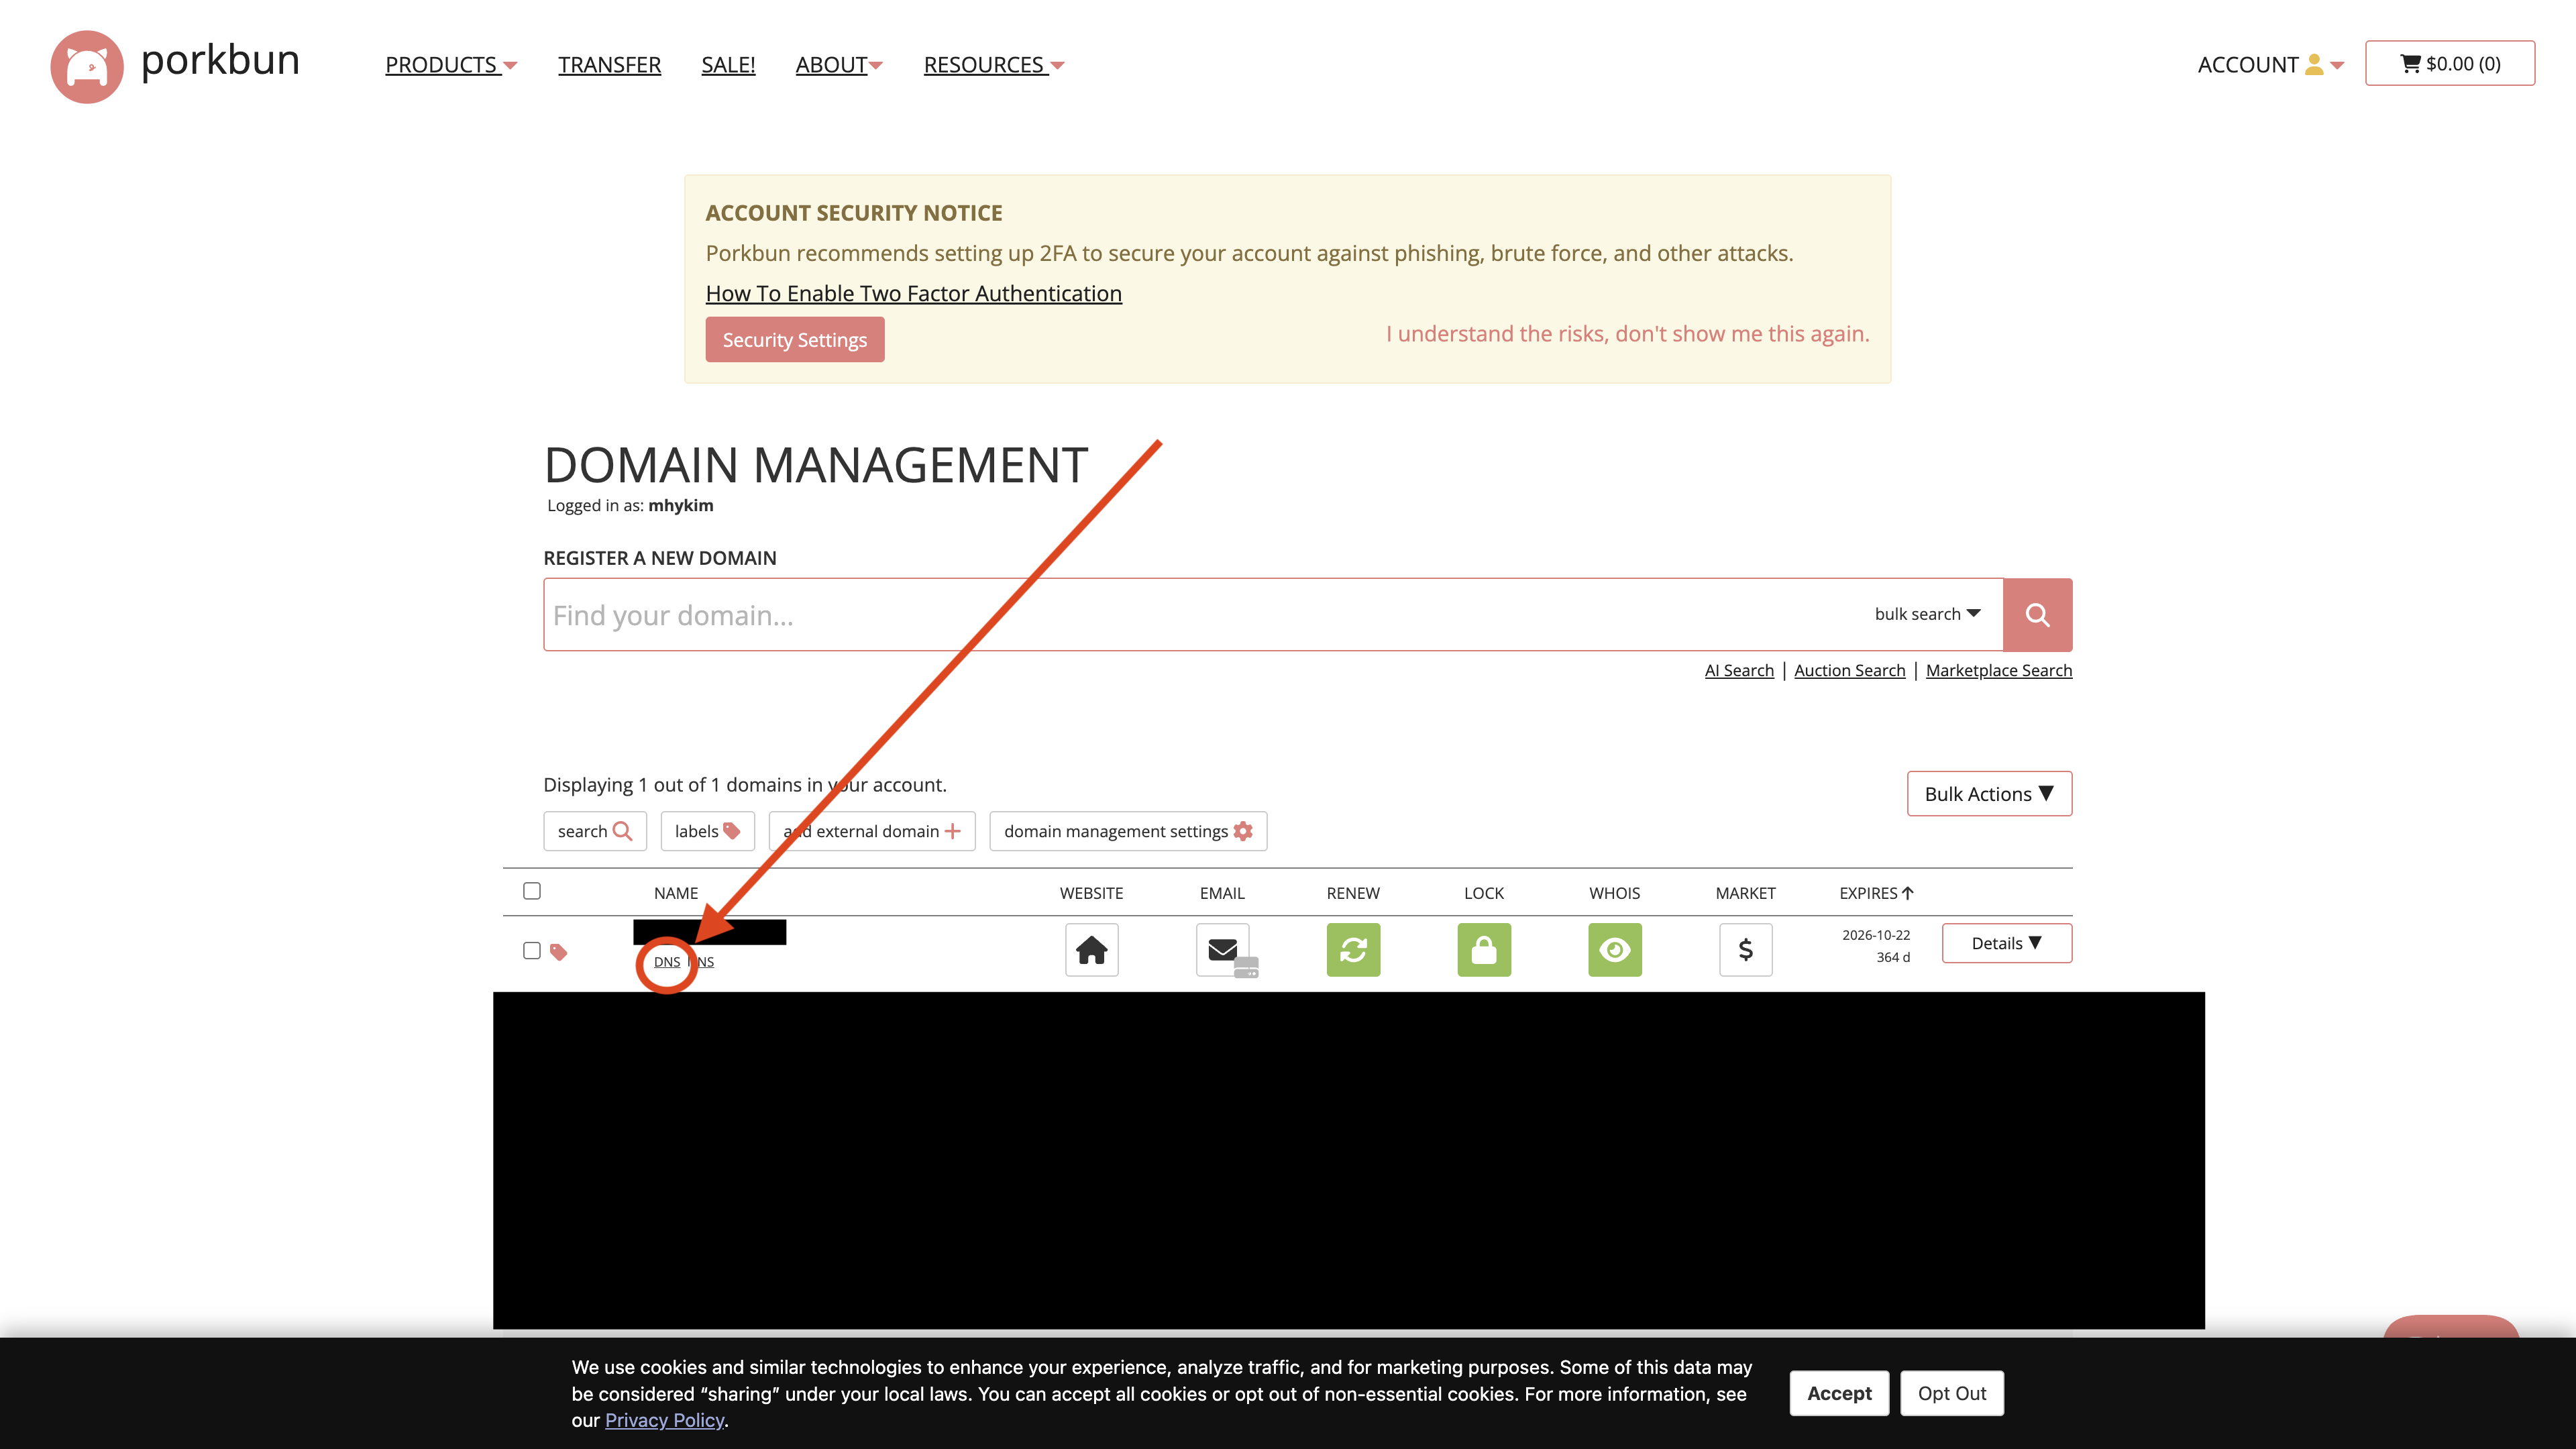 porkbun
PRODUCTS TRANSFER SALE! ABOUT RESOURCES ACCOUNT $0.00 (0)
ACCOUNT SECURITY NOTICE
Porkbun recommends setting up 2FA to secure your account against phishing, brute force, and other attacks.
How To Enable Two Factor Authentication
Security Settings I understand the risks, don't show me this again.
DOMAIN MANAGEMENT
Logged in as: mhykim
REGISTER A NEW DOMAIN
Find your domain... bulk search
AI Search | Auction Search | Marketplace Search
Displaying 1 out of 1 domains in your account.
Bulk Actions
search labels add external domain domain management settings
NAME WEBSITE EMAIL RENEW LOCK WHOIS MARKET EXPIRES
DNS NS $ 2026-10-22
364 d
Details
We use cookies and similar technologies to enhance your experience, analyze traffic, and for marketing purposes. Some of this data may
be considered “sharing” under your local laws. You can accept all cookies or opt out of non-essential cookies. For more information, see
our Privacy Policy.
Accept Opt Out